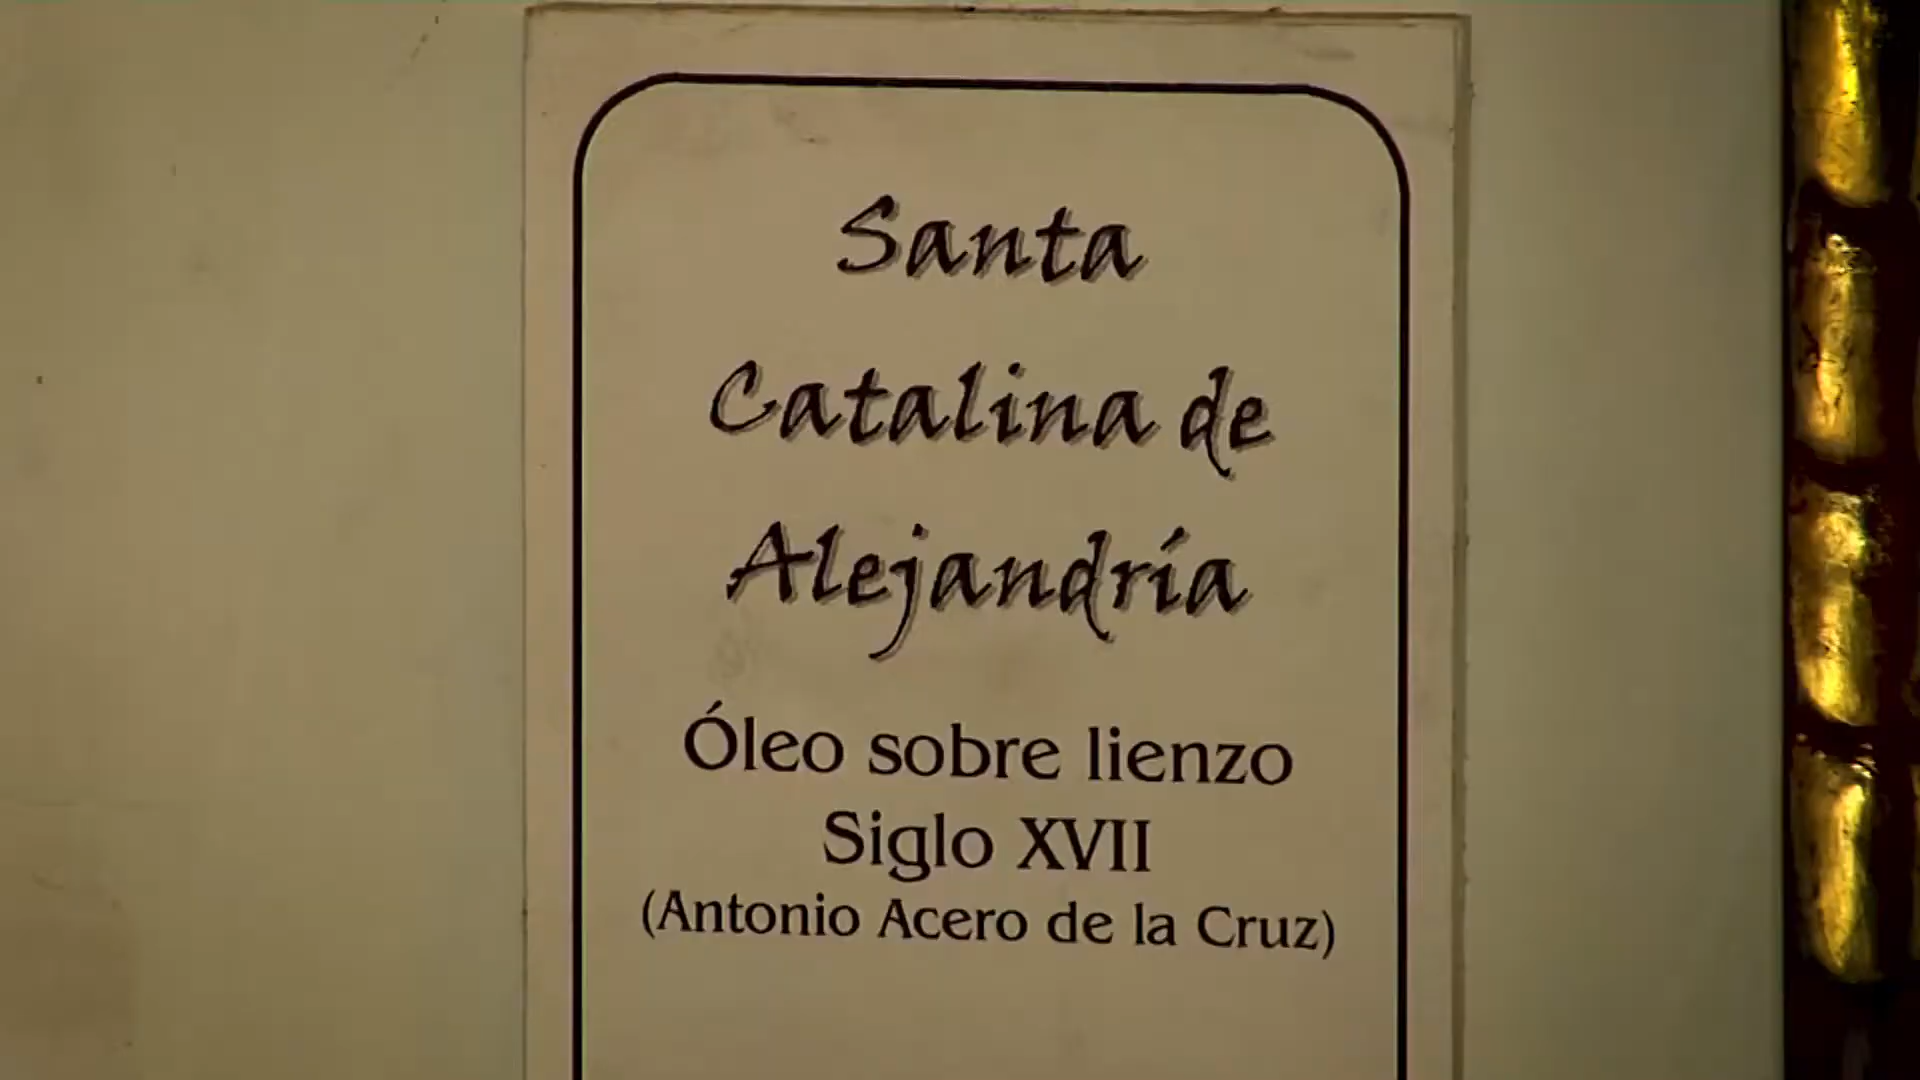 Santa
Catalina de
Alejandría
Óleo sobre lienzo
Siglo XVII
(Antonio Acero de la Cruz)